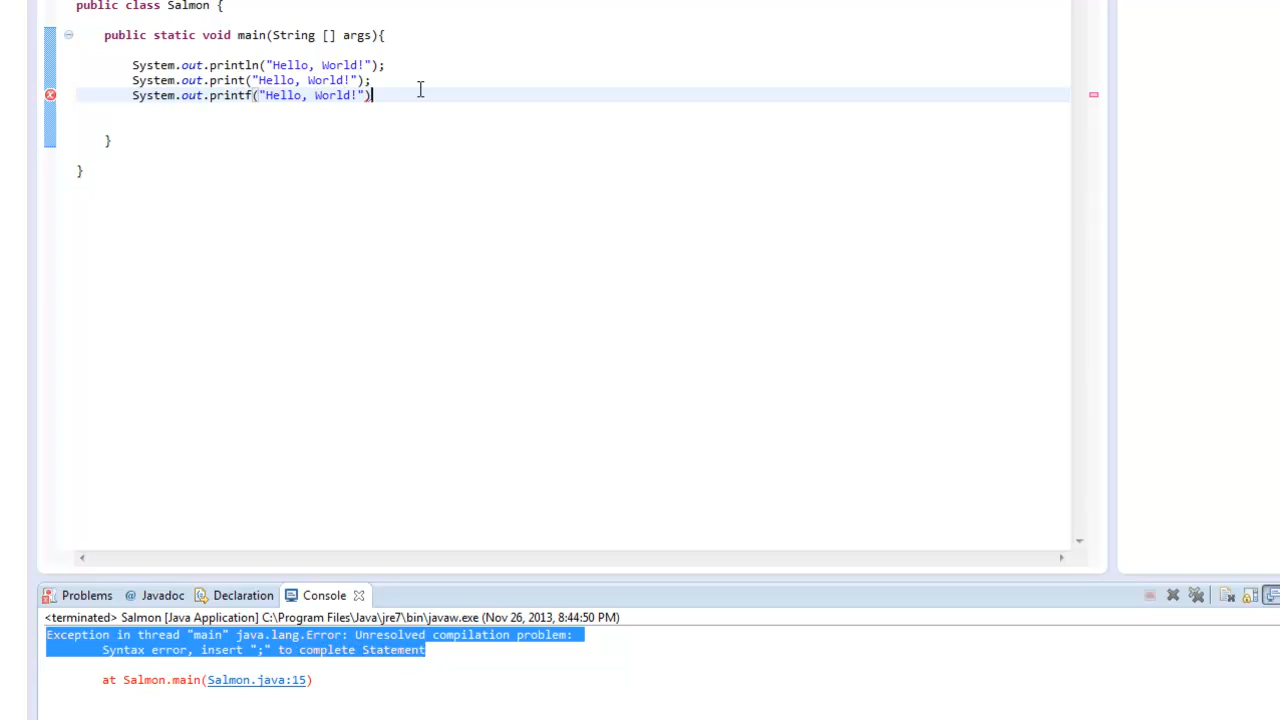 public class Salmon {
public static void main(String [] args){
System.out.println("Hello, World!");
System.out.print("Hello, World!");
System.out.printf("Hello, World!")
}
}
Problems @ Javadoc Declaration Console
<terminated> Salmon [Java Application] C:\Program Files\Java\jre7\bin\javaw.exe (Nov 26, 2013, 8:44:50 PM)
Exception in thread "main" java.lang.Error: Unresolved compilation problem:
Syntax error, insert ";" to complete Statement
at Salmon.main(Salmon.java:15)